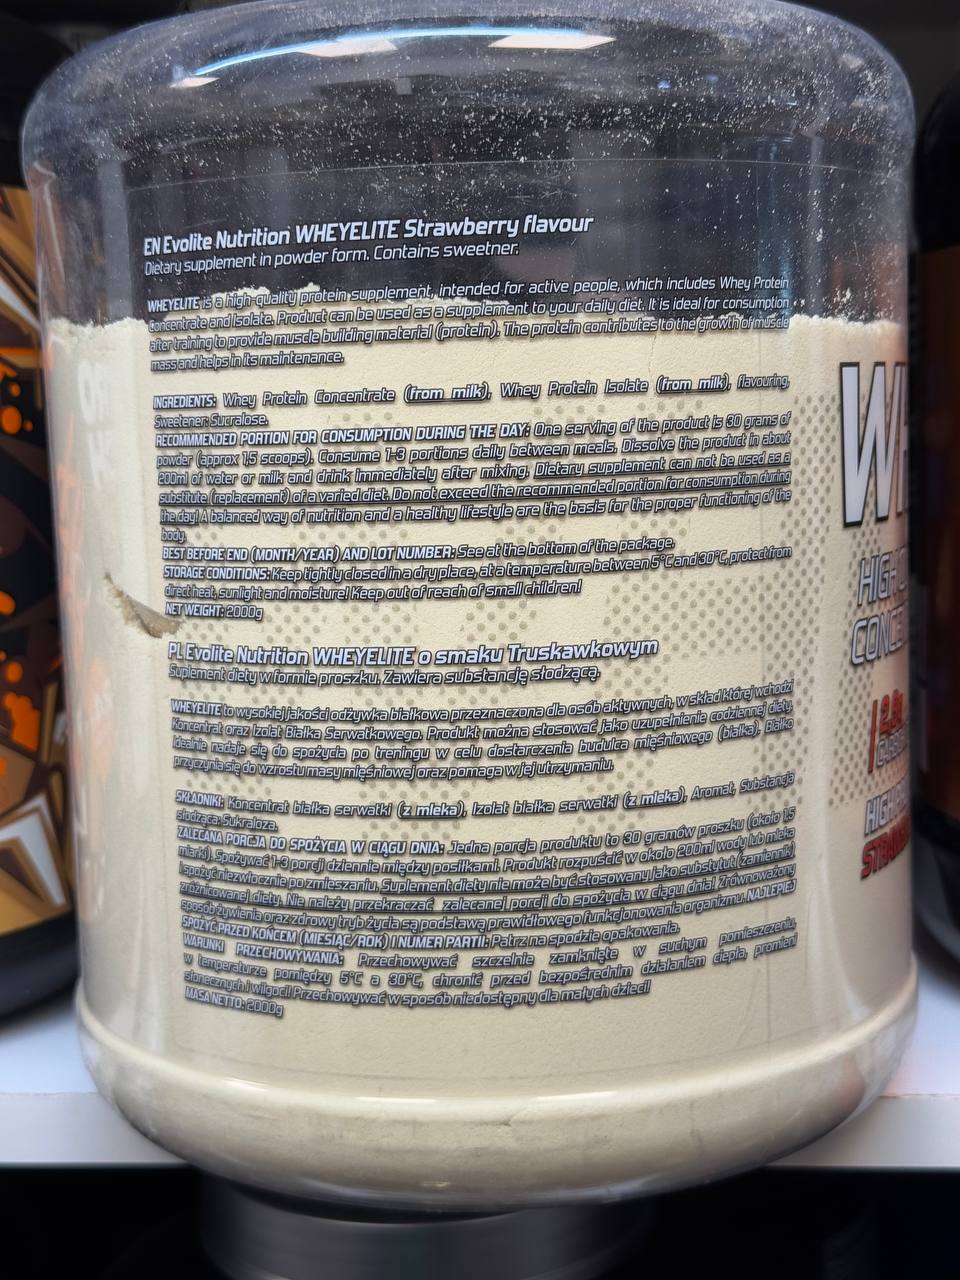 EN Evolite Nutrition WHEYELITE Strawberry flavour
Dietary supplement in powder form. Contains sweetner.
WHEYELITE is a high-quality protein supplement, intended for active people, which includes Whey Protein
Concentrate and Isolate. Product can be used as a supplement to your daily diet. It is ideal for consumption
after training to provide muscle building material (protein). The protein contributes to the growth of muscle
mass and helps in its maintenance.
INGREDIENTS: Whey Protein Concentrate (from milk), Whey Protein Isolate (from milk), flavouring,
Sweetener: Sucralose.
RECOMMMENDED PORTION FOR CONSUMPTION DURING THE DAY: One serving of the product is 30 grams of
powder (approx 1,5 scoops). Consume 1-3 portions daily between meals. Dissolve the product in about
200ml of water or milk and drink immediately after mixing. Dietary supplement can not be used as a
substitute (replacement) of a varied diet. Do not exceed the recommended portion for consumption during
the day! A balanced way of nutrition and a healthy lifestyle are the basis for the proper functioning of the
body.
BEST BEFORE END (MONTH/YEAR) AND LOT NUMBER: See at the bottom of the package.
STORAGE CONDITIONS: Keep tightly closed in a dry place, at a temperature between 5°C and 30°C, protect from
direct heat, sunlight and moisture! Keep out of reach of small children!
NET WEIGHT: 2000g
PL Evolite Nutrition WHEYELITE o smaku Truskawkowym
Suplement diety w formie proszku. Zawiera substancję słodzącą.
WHEYELITE to wysokiej jakości odżywka białkowa przeznaczona dla osób aktywnych, w skład której wchodzi
Koncentrat oraz Izolat Białka Serwatkowego. Produkt można stosować jako uzupełnienie codziennej diety.
Idealnie nadaje się do spożycia po treningu w celu dostarczenia budulca mięśniowego (białka). Białko
przyczynia się do wzrostu masy mięśniowej oraz pomaga w jej utrzymaniu.
SKŁADNIKI: Koncentrat białka serwatki (z mleka), Izolat białka serwatki (z mleka), Aromat, Substancja
słodząca: Sukraloza.
ZALECANA PORCJA DO SPOŻYCIA W CIĄGU DNIA: Jedna porcja produktu to 30 gramów proszku (około 1,5
miarki). Spożywać 1-3 porcji dziennie między posiłkami. Produkt rozpuścić w około 200ml wody lub mleka
i spożyć niezwłocznie po zmieszaniu. Suplement diety nie może być stosowany jako substytut (zamiennik)
zróżnicowanej diety. Nie należy przekraczać zalecanej porcji do spożycia w ciągu dnia! Zrównoważony
sposób żywienia oraz zdrowy tryb życia są podstawą prawidłowego funkcjonowania organizmu. NAJLEPIEJ
SPOŻYĆ PRZED KOŃCEM (MIESIĄC/ROK) I NUMER PARTII: Patrz na spodzie opakowania.
WARUNKI PRZECHOWYWANIA: Przechowywać szczelnie zamknięte w suchym pomieszczeniu,
w temperaturze pomiędzy 5°C a 30°C, chronić przed bezpośrednim działaniem ciepła, promieni
słonecznych i wilgoci! Przechowywać w sposób niedostępny dla małych dzieci!
MASA NETTO: 2000g